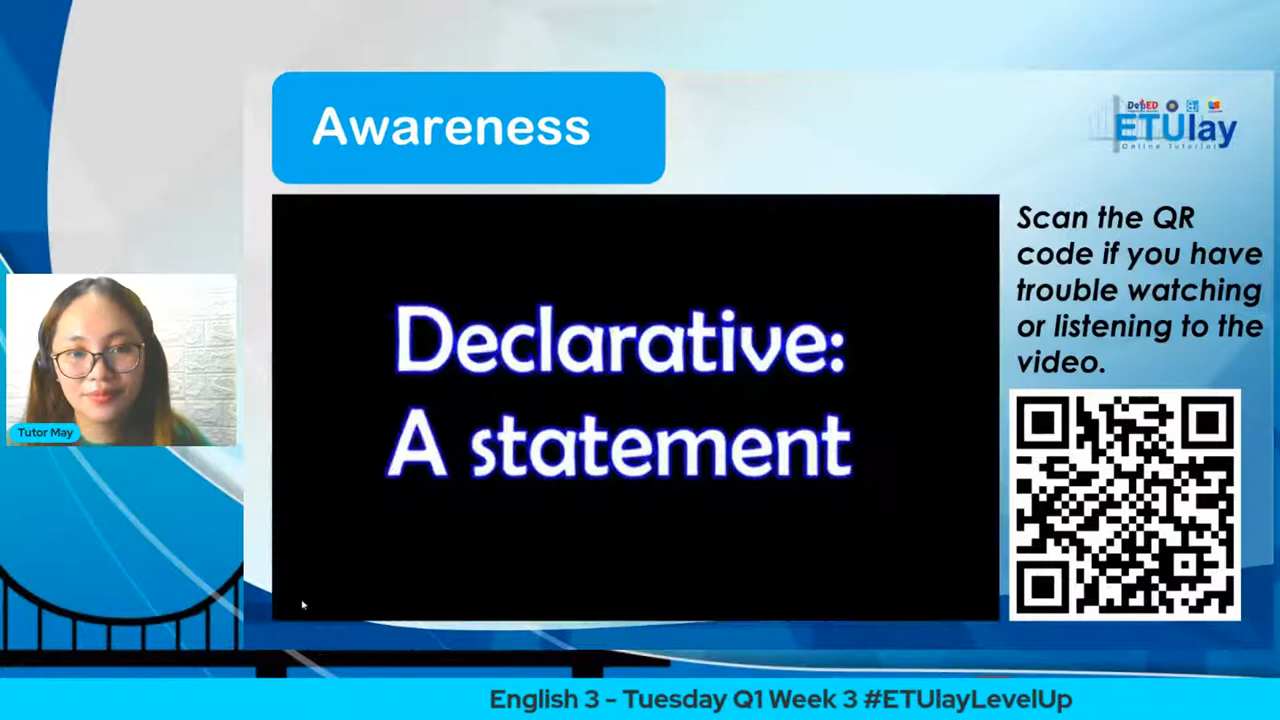 Awareness
DepED
ETUlay
Online Tutorial
Declarative:
A statement
Scan the QR
code if you have
trouble watching
or listening to the
video.
Tutor May
English 3 - Tuesday Q1 Week 3 #ETUlayLevelUp